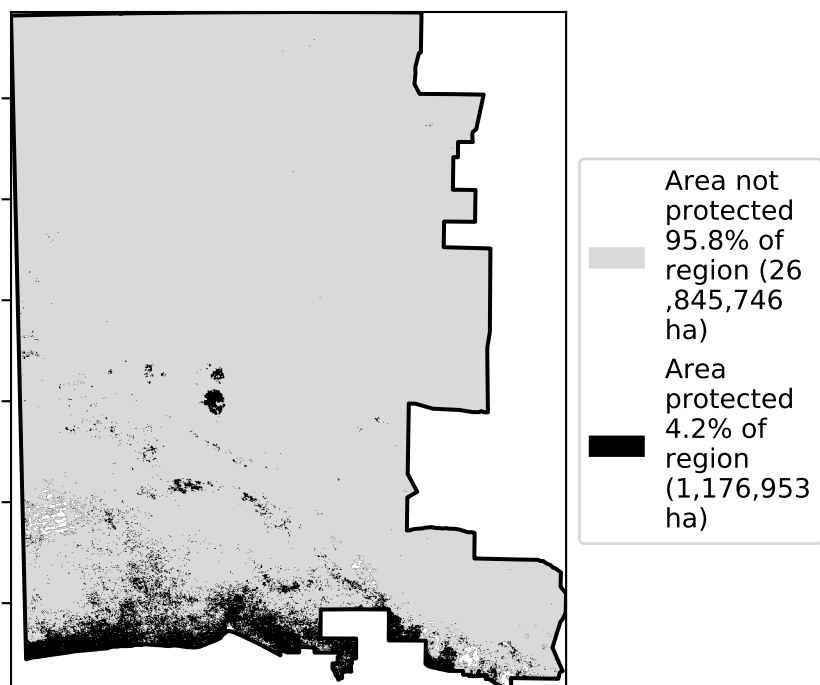 Area not
protected
95.8% of
region (26
,845,746
ha)
Area
protected
4.2% of
region
(1,176,953
ha)